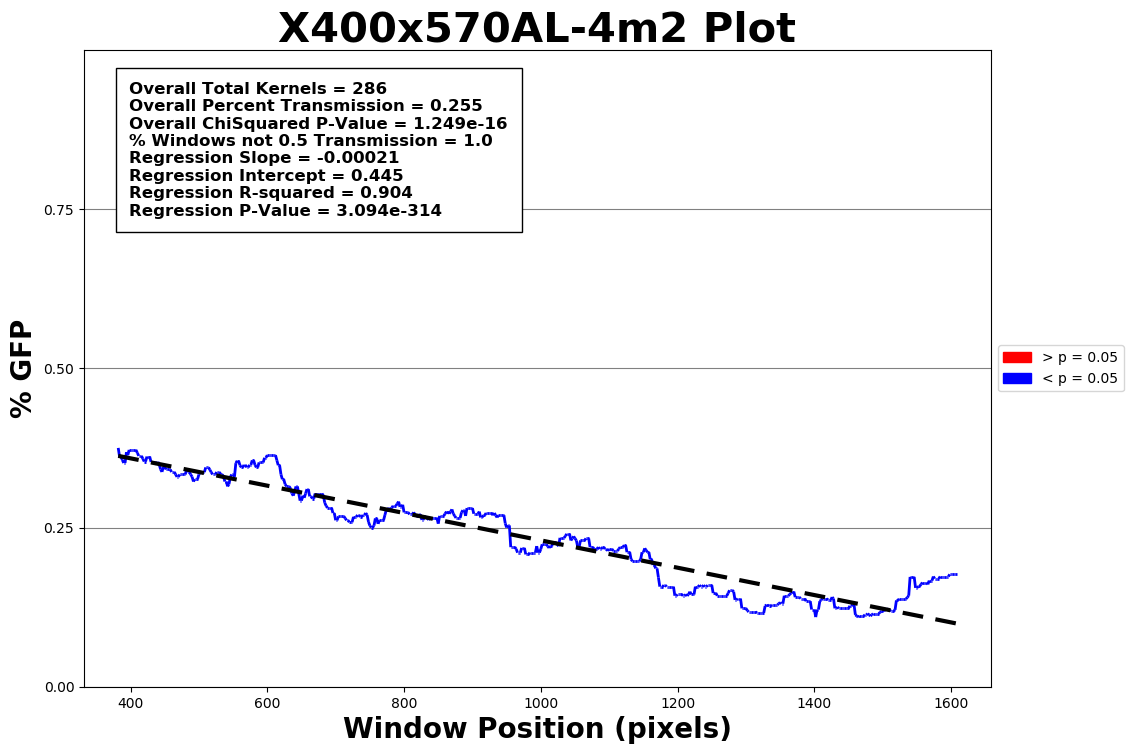 X400x570AL-4m2 Plot
Overall Total Kernels = 286
Overall Percent Transmission = 0.255
Overall ChiSquared P-Value = 1.249e-16
% Windows not 0.5 Transmission = 1.0
Regression Slope = -0.00021
Regression Intercept = 0.445
Regression R-squared = 0.904
Regression P-Value = 3.094e-314
% GFP
0.75
0.50
0.25
0.00
> p = 0.05
< p = 0.05
400 600 800 1000 1200 1400 1600
Window Position (pixels)